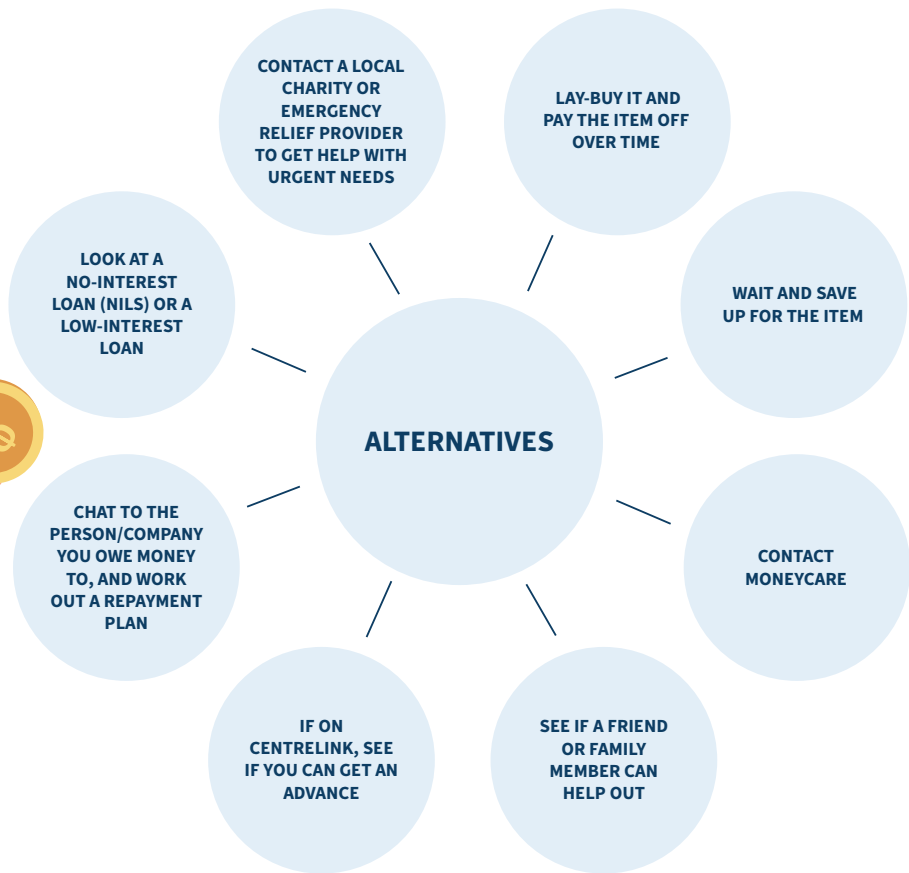 CONTACT A LOCAL
CHARITY OR
EMERGENCY
RELIEF PROVIDER
TO GET HELP WITH
URGENT NEEDS
LAY-BUY IT AND
PAY THE ITEM OFF
OVER TIME
LOOK AT A
NO-INTEREST
LOAN (NILS) OR A
LOW-INTEREST
LOAN
WAIT AND SAVE
UP FOR THE ITEM
ALTERNATIVES
CHAT TO THE
PERSON/COMPANY
YOU OWE MONEY
TO, AND WORK
OUT A REPAYMENT
PLAN
CONTACT
MONEYCARE
IF ON
CENTRELINK, SEE
IF YOU CAN GET AN
ADVANCE
SEE IF A FRIEND
OR FAMILY
MEMBER CAN
HELP OUT